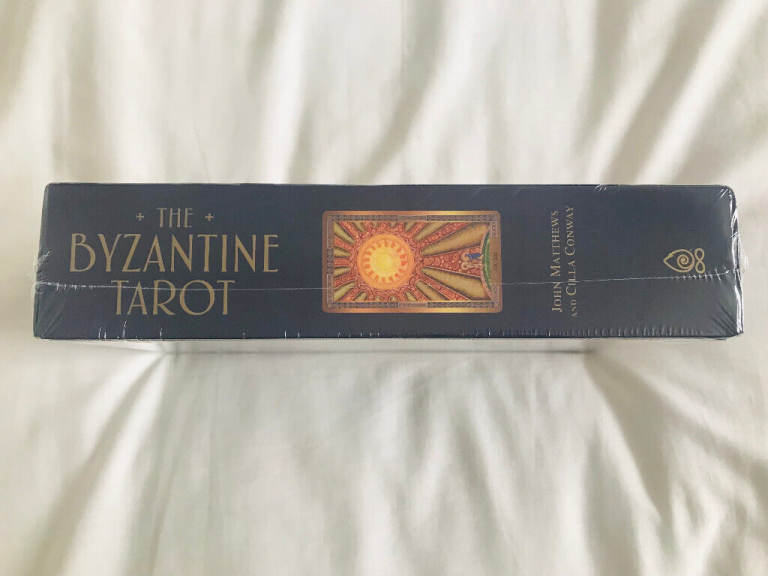 + THE +
BYZANTINE
TAROT
JOHN MATTHEWS
AND CILLA CONWAY